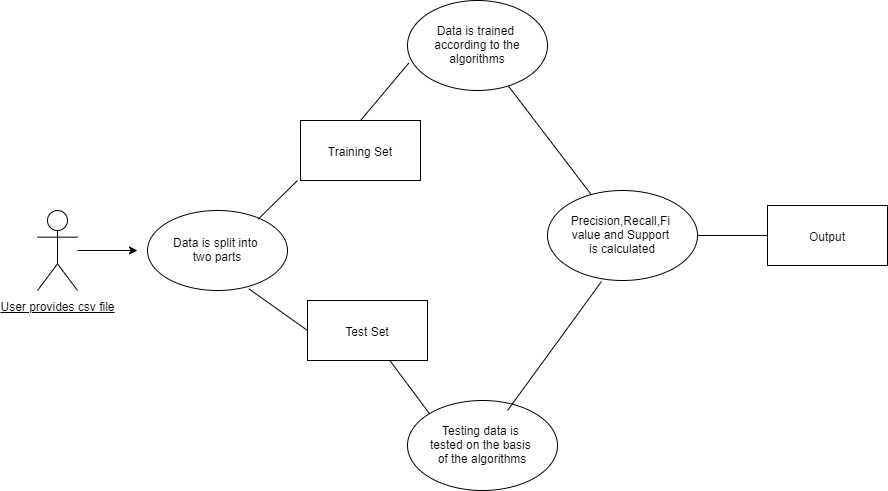 User provides csv file
Data is split into
two parts
Training Set
Data is trained
according to the
algorithms
Test Set
Testing data is
tested on the basis
of the algorithms
Precision,Recall,Fi
value and Support
is calculated
Output